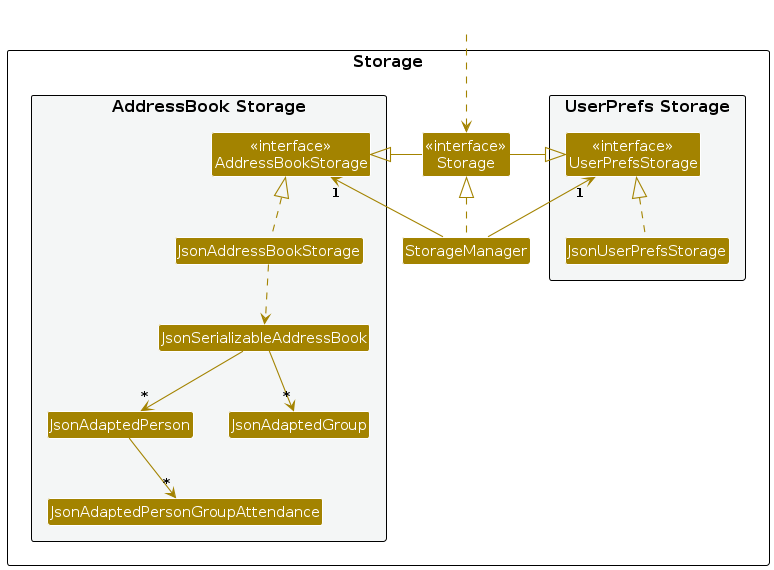 Storage
AddressBook Storage
UserPrefs Storage
«interface»
AddressBookStorage
«interface»
Storage
«interface»
UserPrefsStorage
1
1
JsonAddressBookStorage
StorageManager
JsonUserPrefsStorage
JsonSerializableAddressBook
*
*
JsonAdaptedPerson
JsonAdaptedGroup
*
JsonAdaptedPersonGroupAttendance